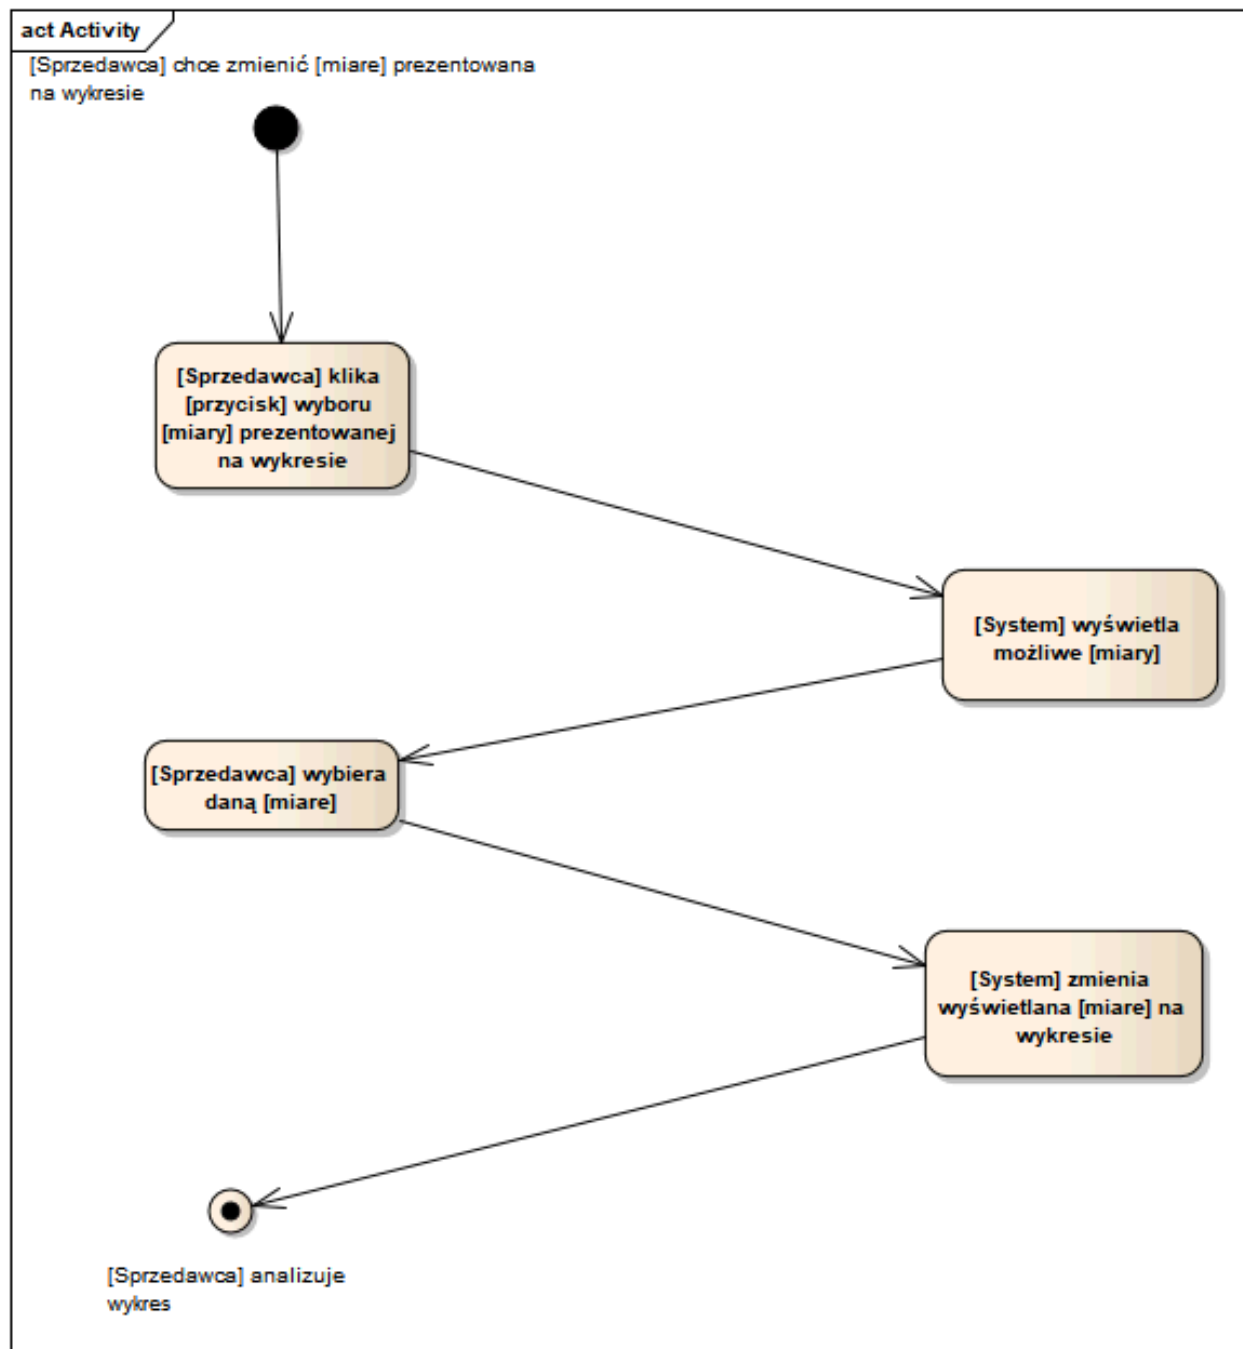 act Activity
[Sprzedawca] chce zmienić [miare] prezentowana
na wykresie
[Sprzedawca] klika
[przycisk] wyboru
[miary] prezentowanej
na wykresie
[System] wyświetla
możliwe [miary]
[Sprzedawca] wybiera
daną [miare]
[System] zmienia
wyświetlana [miare] na
wykresie
[Sprzedawca] analizuje
wykres